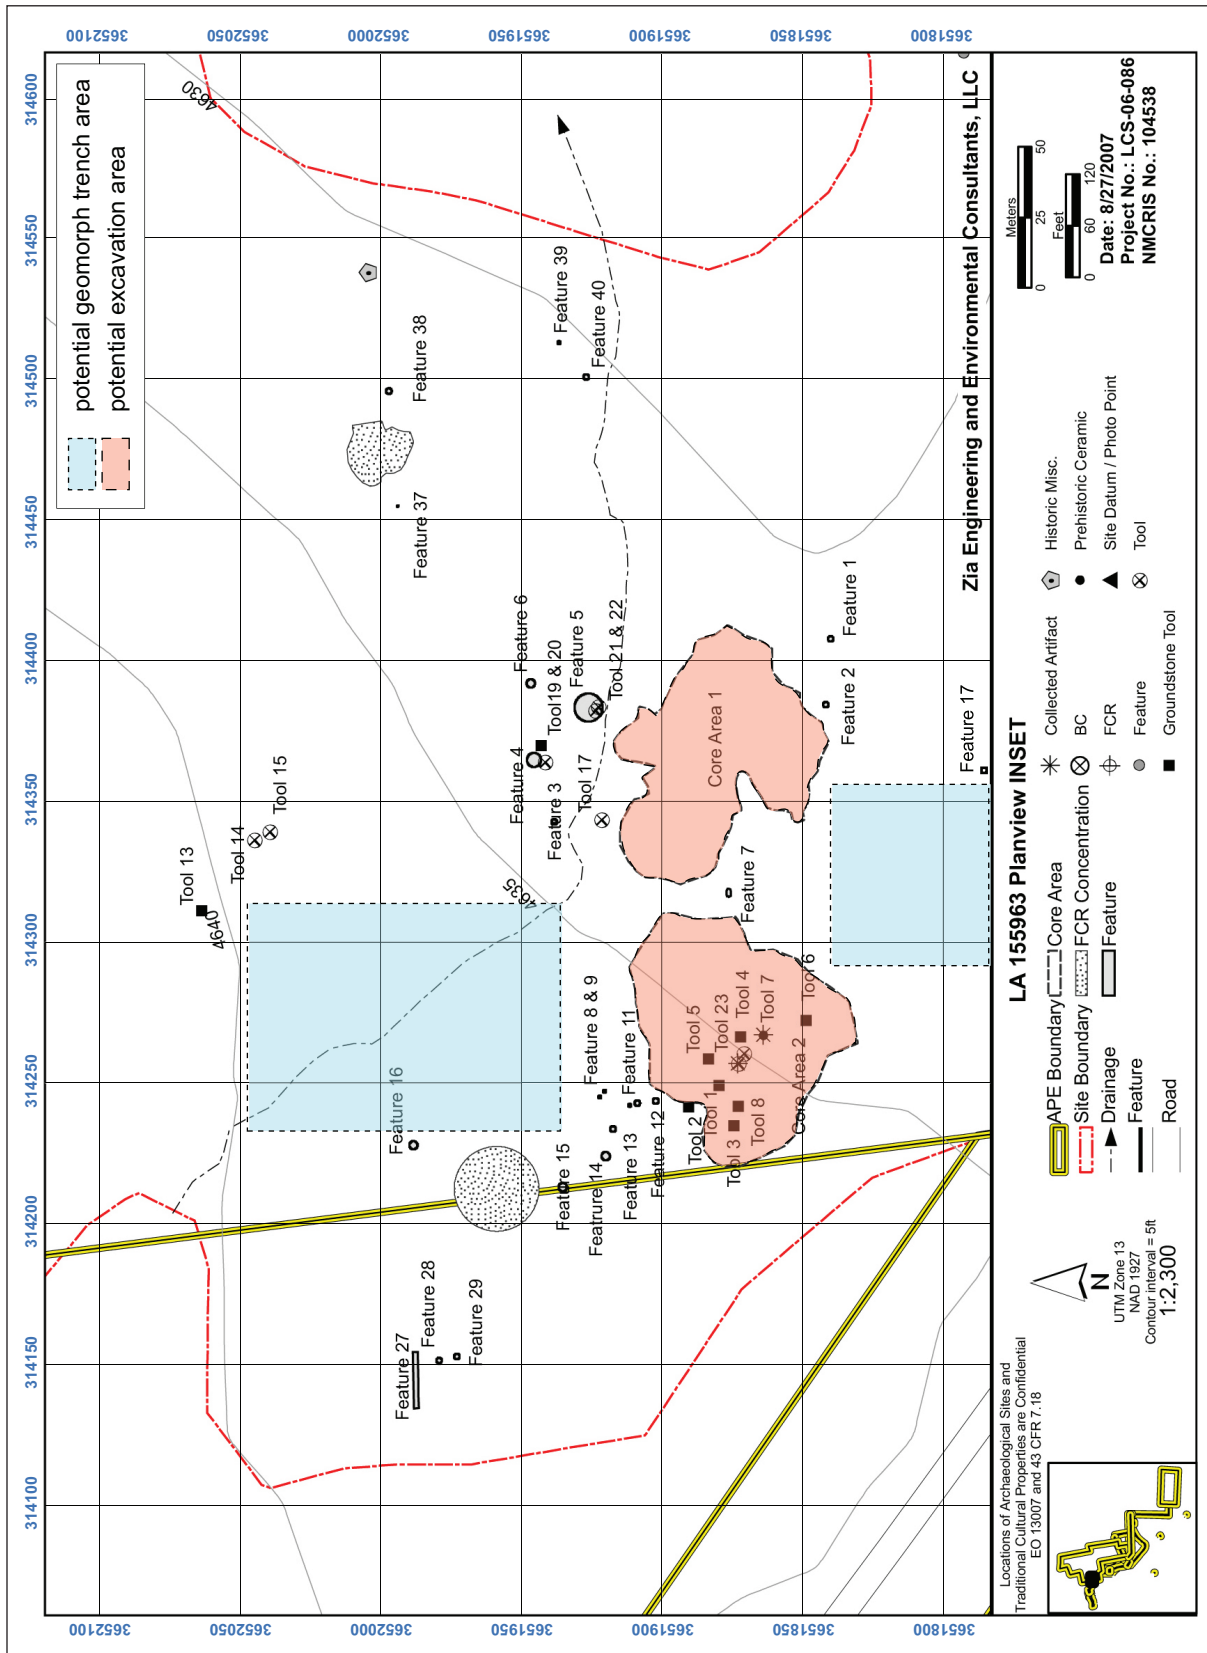 3652100
3652050
3652000
3651950
3651900
3651850
3651800
314600
314550
314500
314450
314400
314350
314300
314250
314200
314150
314100
potential geomorph trench area
potential excavation area
4630
Feature 39
Feature 40
Feature 38
Feature 37
Feature 6
Feature 5
Tool19 & 20
Tool 21 & 22
Feature 4
Feature 3
Tool 17
Feature 1
Feature 2
Feature 17
Core Area 1
Tool 15
Tool 14
Tool 13
4640
4635
Feature 7
Feature 8 & 9
Feature 11
Feature 16
Feature 12
Feature 13
Featrure 14
Feature 15
Tool 5
Tool 23
Tool 4
Tool 7
Tool 6
Tool 1
Tool 2
Tool 3
Tool 8
Core Area 2
Feature 27
Feature 28
Feature 29
3652100
3652050
3652000
3651950
3651900
3651850
3651800
Zia Engineering and Environmental Consultants, LLC
LA 155963 Planview INSET
Locations of Archaeological Sites and
Traditional Cultural Properties are Confidential
EO 13007 and 43 CFR 7.18
N
UTM Zone 13
NAD 1927
Contour interval = 5ft
1:2,300
APE Boundary
Site Boundary
Drainage
Feature
Road
Core Area
FCR Concentration
Feature
Collected Artifact
BC
FCR
Feature
Groundstone Tool
Historic Misc.
Prehistoric Ceramic
Site Datum / Photo Point
Tool
Meters
0 25 50
Feet
0 60 120
Date: 8/27/2007
Project No.: LCS-06-086
NMCRIS No.: 104538